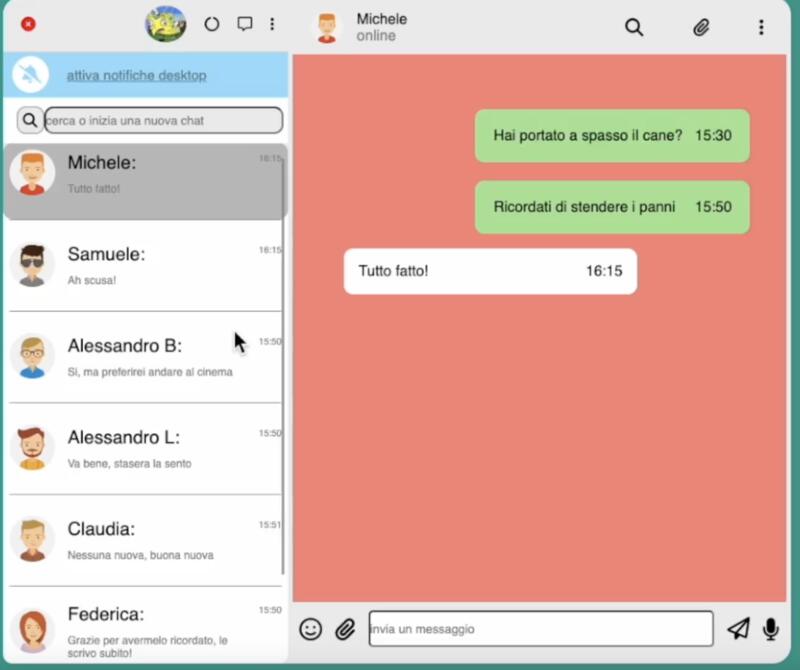 Michele
online
attiva notifiche desktop
cerca o inizia una nuova chat
Michele: 16:15
Tutto fatto!
Samuele: 16:15
Ah scusa!
Alessandro B: 15:50
Si, ma preferirei andare al cinema
Alessandro L: 15:50
Va bene, stasera la sento
Claudia: 15:51
Nessuna nuova, buona nuova
Federica: 15:50
Grazie per avermelo ricordato, le
scrivo subito!
Hai portato a spasso il cane? 15:30
Ricordati di stendere i panni 15:50
Tutto fatto! 16:15
invia un messaggio